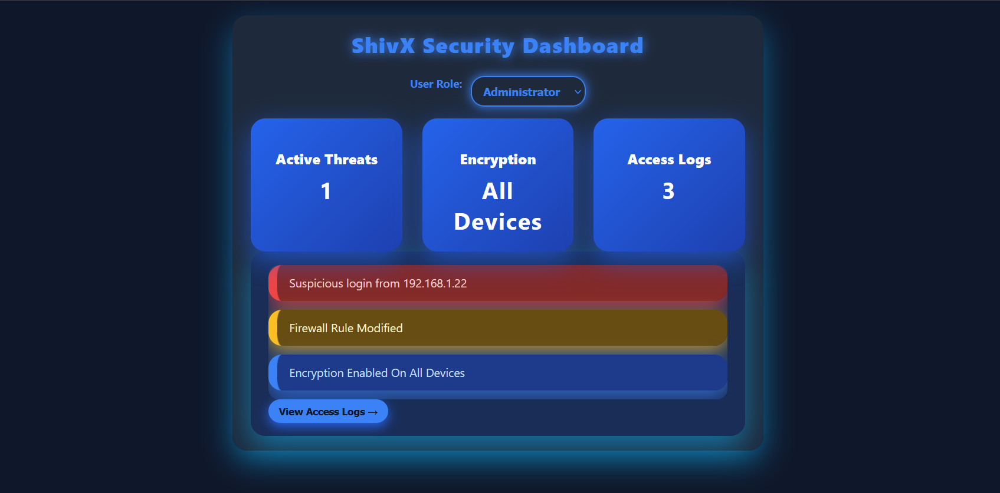 ShivX Security Dashboard
User Role:
Administrator
Active Threats
1
Encryption
All
Devices
Access Logs
3
Suspicious login from 192.168.1.22
Firewall Rule Modified
Encryption Enabled On All Devices
View Access Logs →